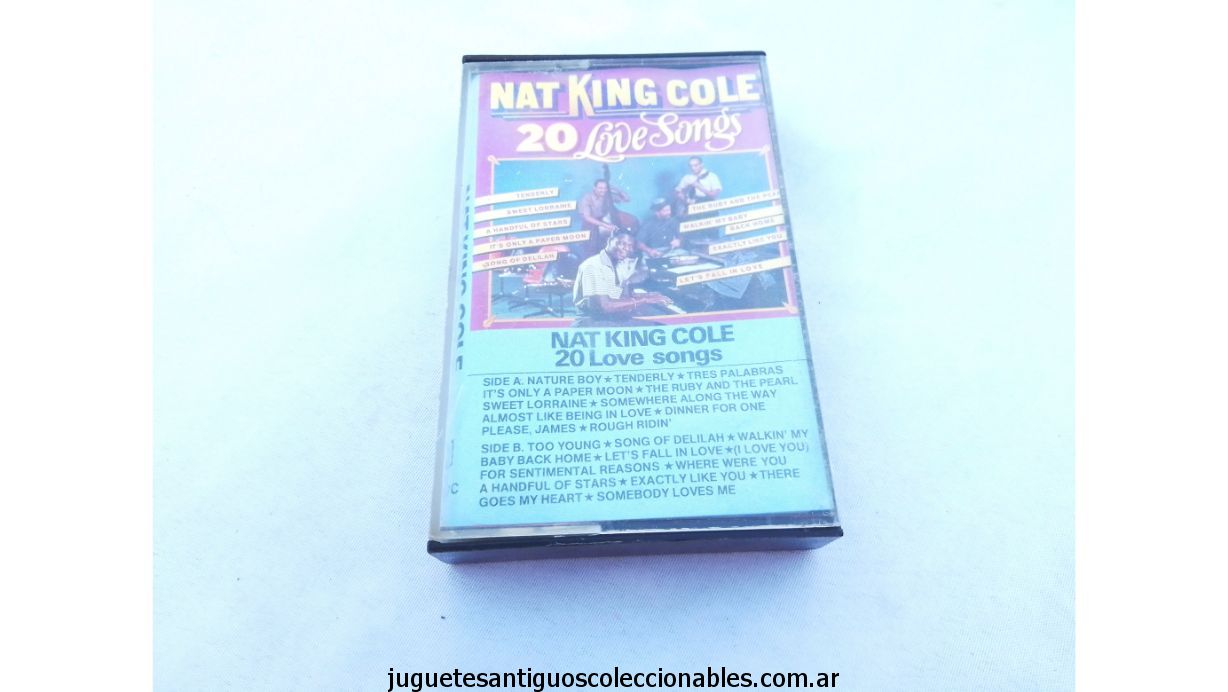 NAT KING COLE
20 Love Songs
TENDERLY
SWEET LORRAINE
A HANDFUL OF STARS
IT'S ONLY A PAPER MOON
SONG OF DELILAH
THE RUBY AND THE
WALKIN' MY BABY
BACK HOME
EXACTLY LIKE YOU
LET'S FALL IN LOVE
NAT KING COLE
20 Love songs
SIDE A. NATURE BOY ★ TENDERLY ★ TRES PALABRAS
IT'S ONLY A PAPER MOON ★ THE RUBY AND THE PEARL
SWEET LORRAINE ★ SOMEWHERE ALONG THE WAY
ALMOST LIKE BEING IN LOVE ★ DINNER FOR ONE
PLEASE, JAMES ★ ROUGH RIDIN'
SIDE B. TOO YOUNG ★ SONG OF DELILAH ★ WALKIN' MY
BABY BACK HOME ★ LET'S FALL IN LOVE ★ (I LOVE YOU)
FOR SENTIMENTAL REASONS ★ WHERE WERE YOU
A HANDFUL OF STARS ★ EXACTLY LIKE YOU ★ THERE
GOES MY HEART ★ SOMEBODY LOVES ME
juguetesantiguoscoleccionables.com.ar